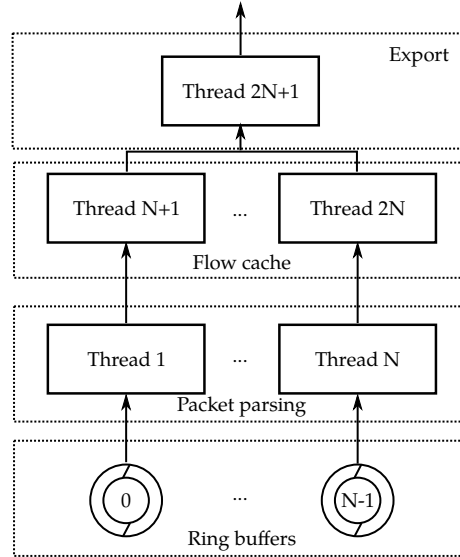 Export
Thread 2N+1
Thread N+1 ... Thread 2N
Flow cache
Thread 1 ... Thread N
Packet parsing
0 ... N-1
Ring buffers